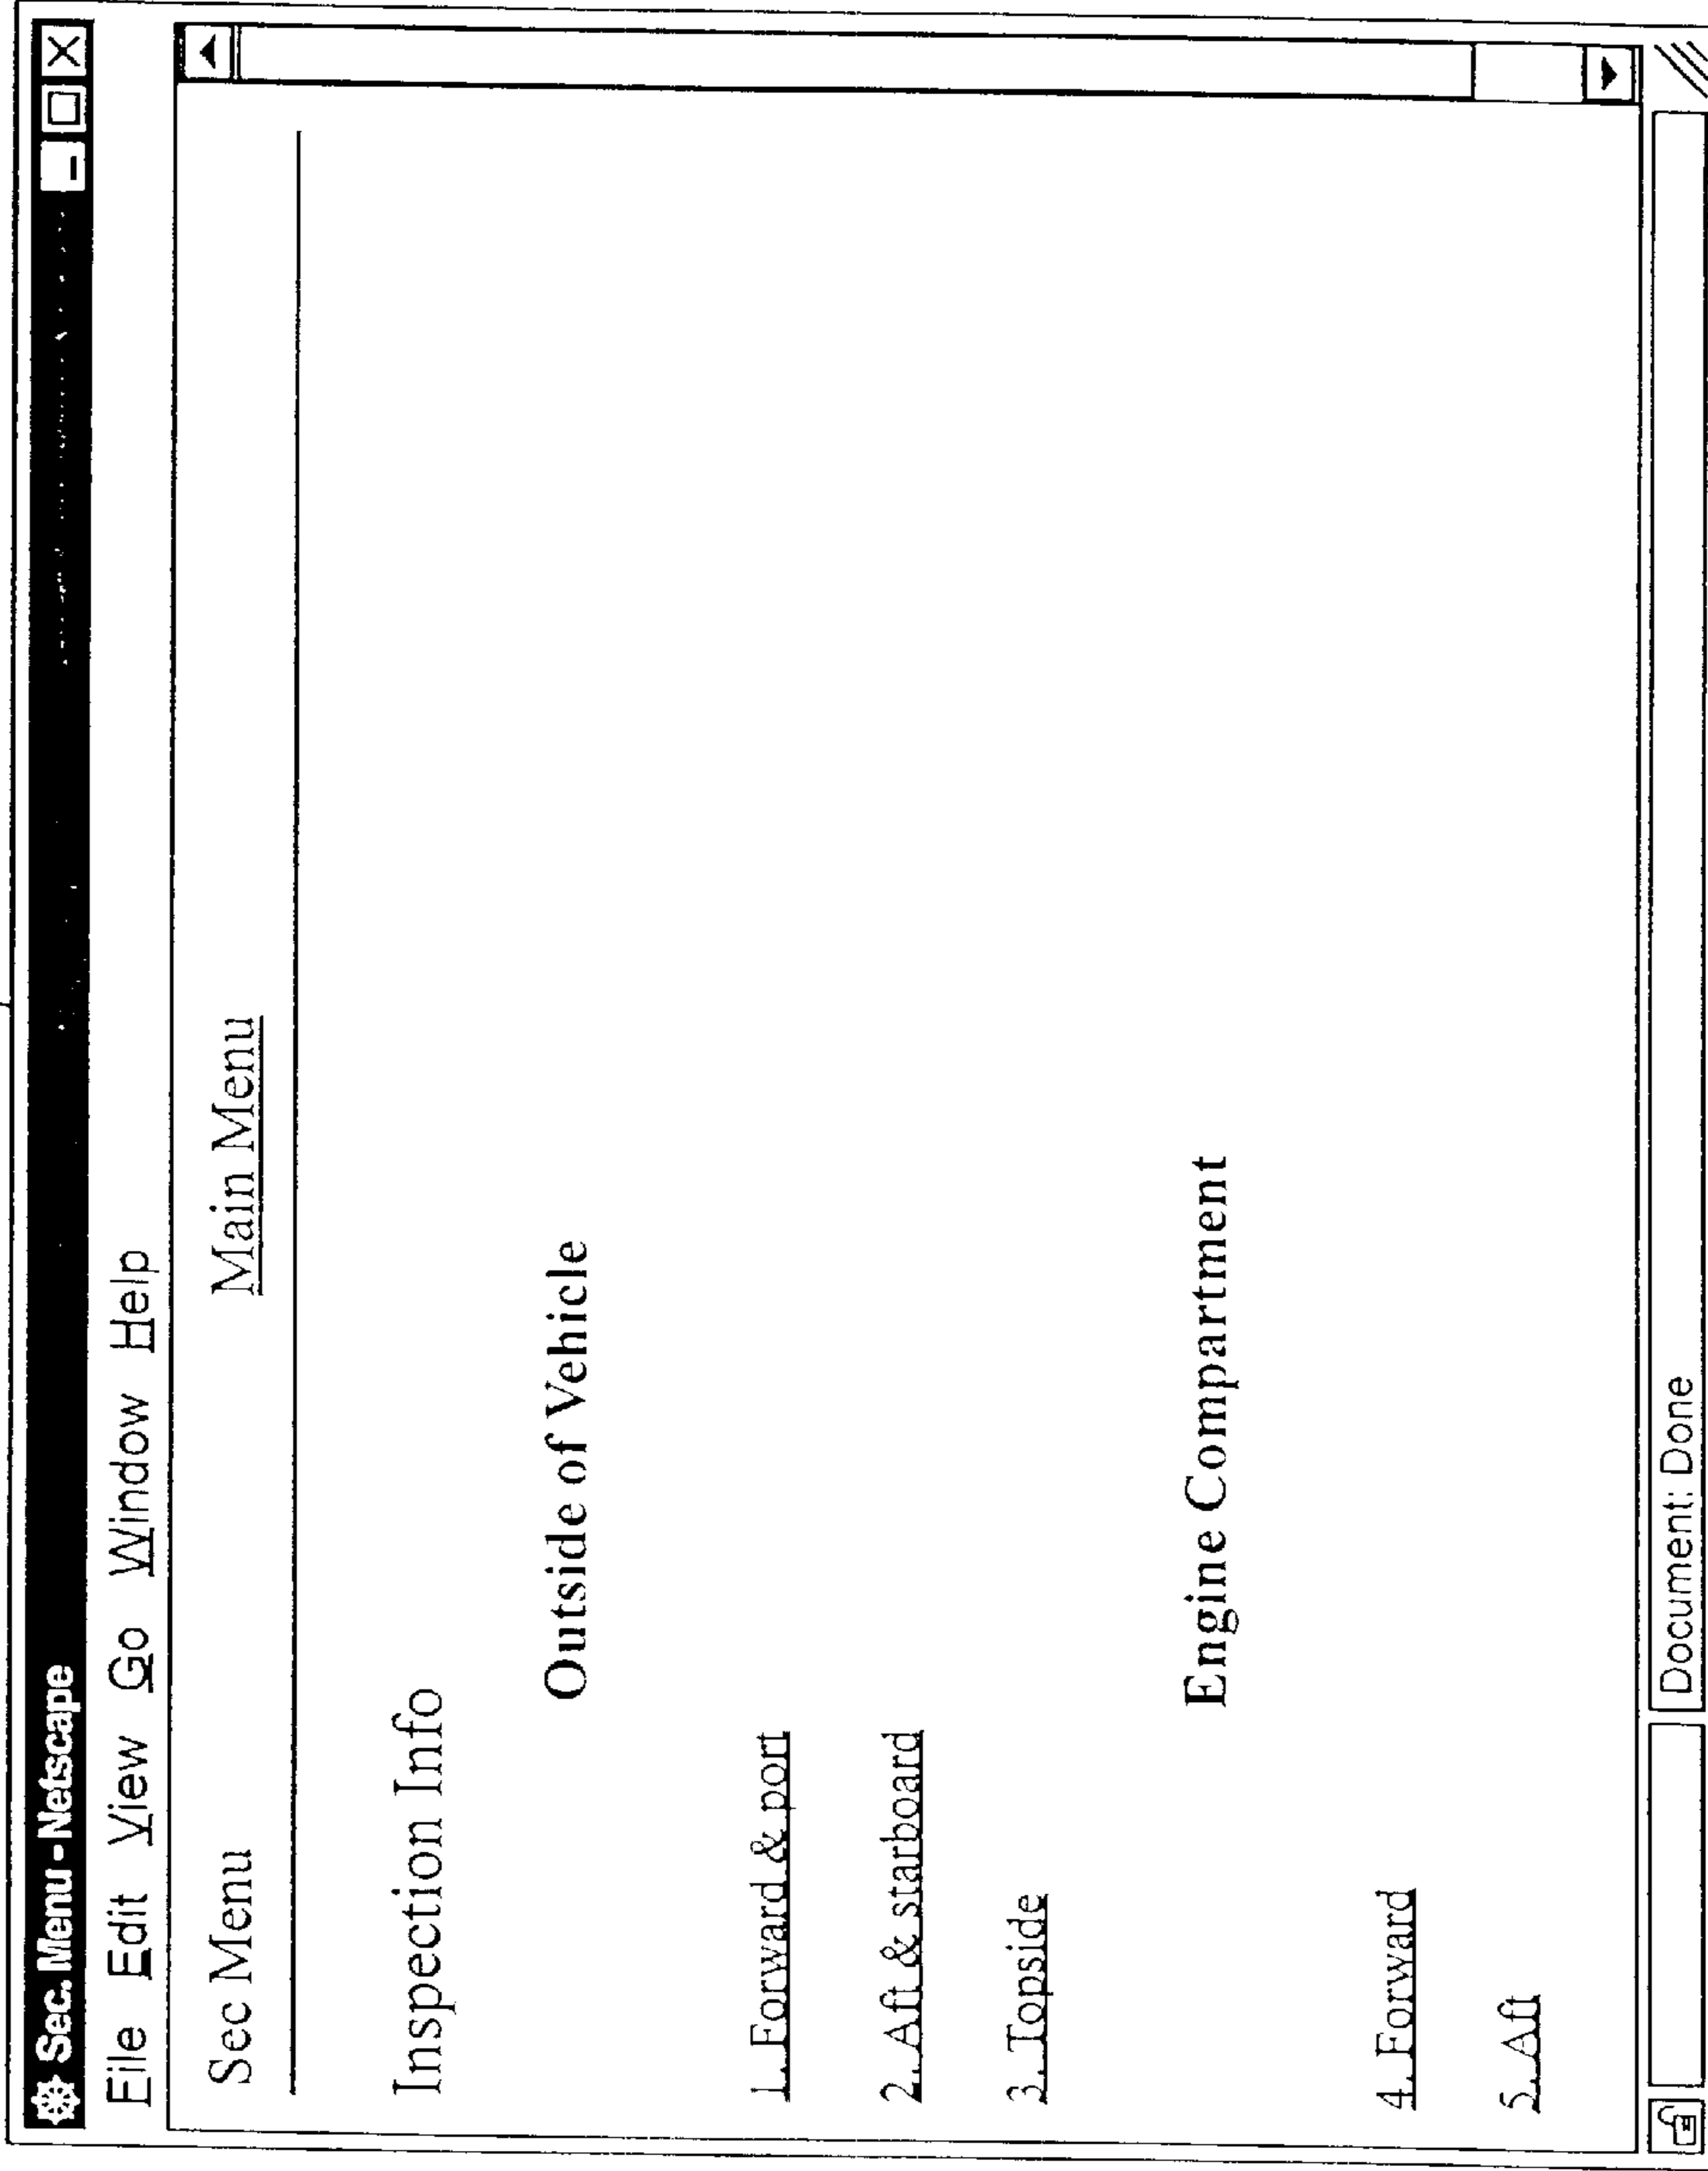 Sec. Menu - Netscape
File Edit View Go Window Help
Sec Menu Main Menu
Inspection Info
Outside of Vehicle
1. Forward & port
2. Aft & starboard
3. Topside
Engine Compartment
4. Forward
5. Aft
Document: Done